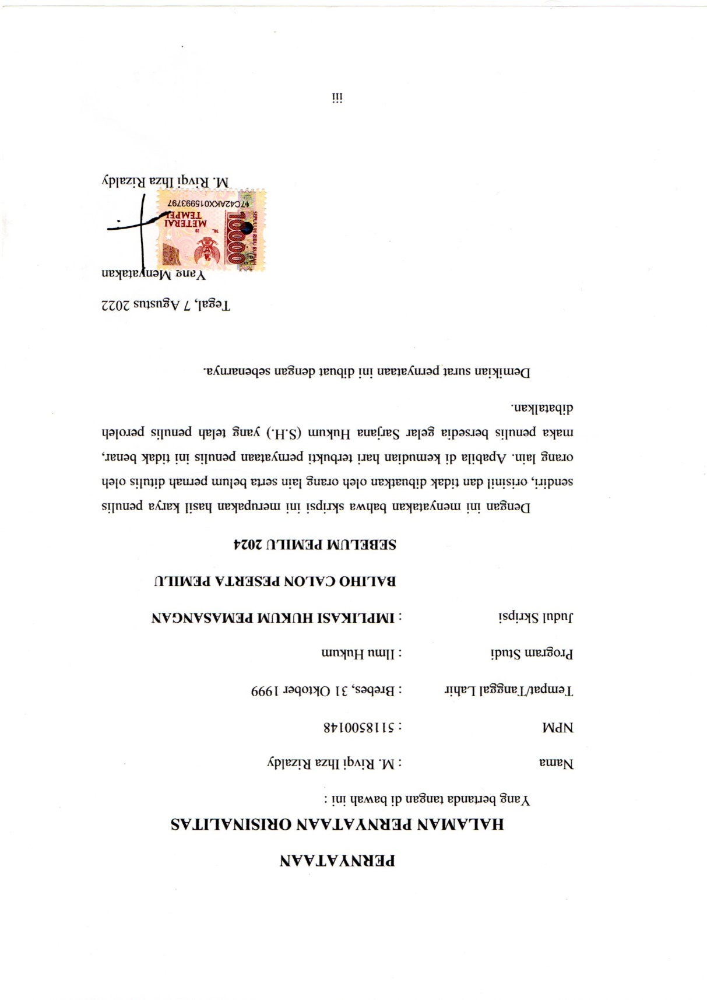 PERNYATAAN
HALAMAN PERNYATAAN ORISINALITAS
Yang bertanda tangan di bawah ini :
Nama : M. Rivqi Ihza Rizaldy
NPM : 5118500148
Tempat/Tanggal Lahir : Brebes, 31 Oktober 1999
Program Studi : Ilmu Hukum
Judul Skripsi : IMPLIKASI HUKUM PEMASANGAN
BALIHO CALON PESERTA PEMILU
SEBELUM PEMILU 2024
Dengan ini menyatakan bahwa skripsi ini merupakan hasil karya penulis
sendiri, orisinil dan tidak dibuatkan oleh orang lain serta belum pernah ditulis oleh
orang lain. Apabila di kemudian hari terbukti pernyataan penulis ini tidak benar,
maka penulis bersedia gelar Sarjana Hukum (S.H.) yang telah penulis peroleh
dibatalkan.
Demikian surat pernyataan ini dibuat dengan sebenarnya.
Tegal, 7 Agustus 2022
Yang Menyatakan
SEPULUH RIBU RUPIAH
10000
TGL. 20
METERAI
TEMPEL
7C42AKX015993797
M. Rivqi Ihza Rizaldy
iii